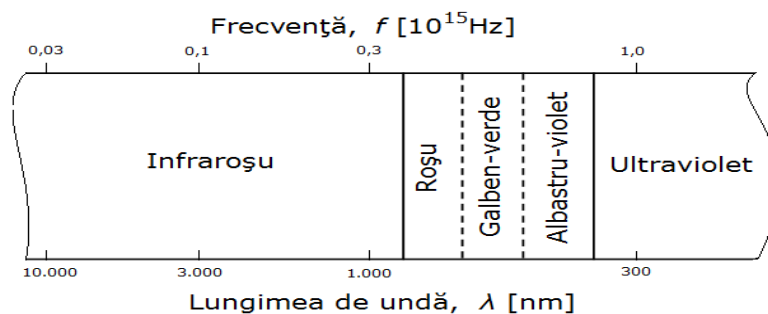 Frecvenţă, f [10¹⁵Hz]
0,03 0,1 0,3 1,0
Infraroşu
Roşu
Galben-verde
Albastru-violet
Ultraviolet
10.000 3.000 1.000 300
Lungimea de undă, λ [nm]